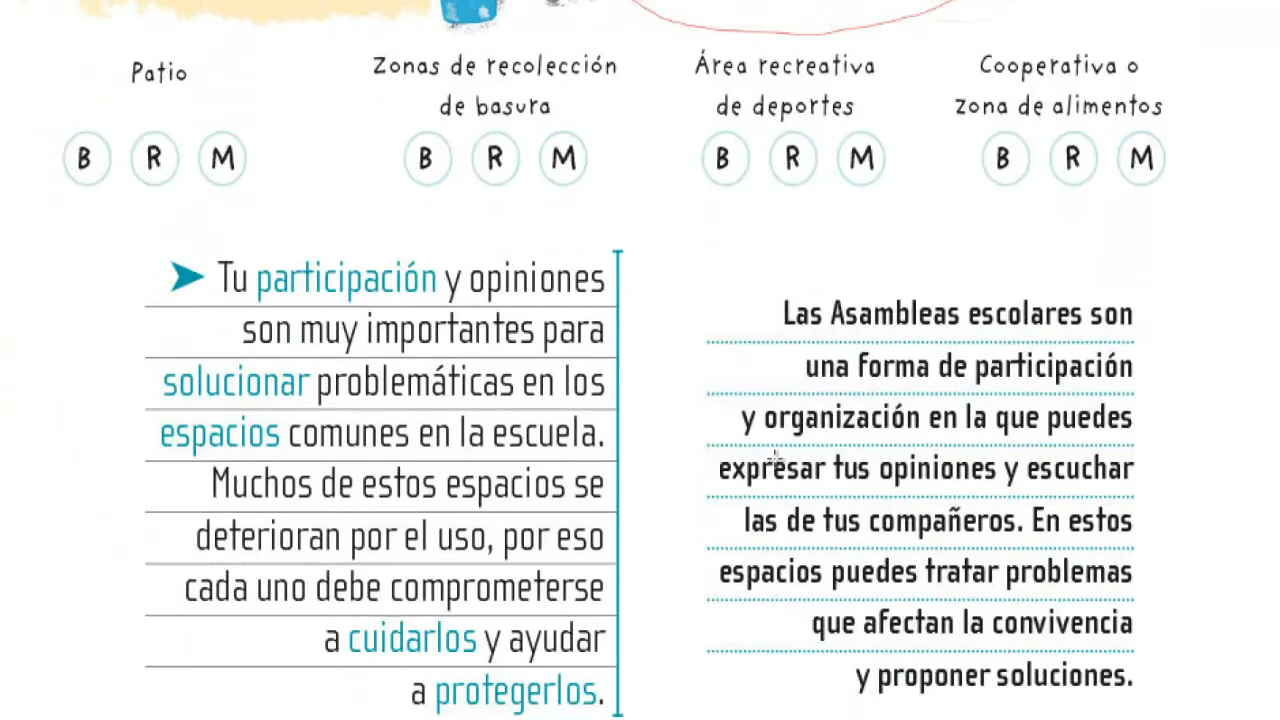 Patio
Zonas de recolección
de basura
Área recreativa
de deportes
Cooperativa o
zona de alimentos
B R M
B R M
B R M
B R M
Tu participación y opiniones
son muy importantes para
solucionar problemáticas en los
espacios comunes en la escuela.
Muchos de estos espacios se
deterioran por el uso, por eso
cada uno debe comprometerse
a cuidarlos y ayudar
a protegerlos.
Las Asambleas escolares son
una forma de participación
y organización en la que puedes
expresar tus opiniones y escuchar
las de tus compañeros. En estos
espacios puedes tratar problemas
que afectan la convivencia
y proponer soluciones.